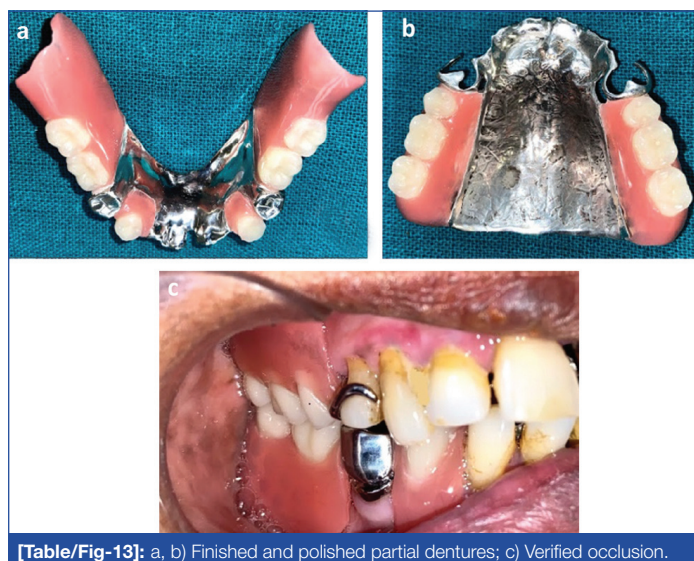 a
b
c
[Table/Fig-13]: a, b) Finished and polished partial dentures; c) Verified occlusion.